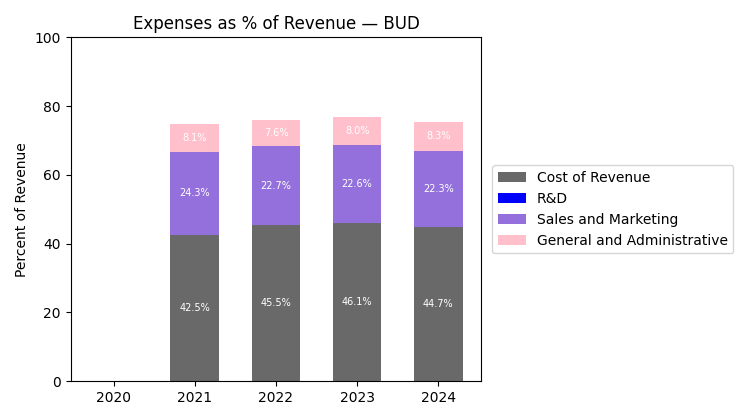 Expenses as % of Revenue — BUD
Percent of Revenue
100
80
60
40
20
0
8.1%
24.3%
42.5%
7.6%
22.7%
45.5%
8.0%
22.6%
46.1%
8.3%
22.3%
44.7%
2020 2021 2022 2023 2024
Cost of Revenue
R&D
Sales and Marketing
General and Administrative